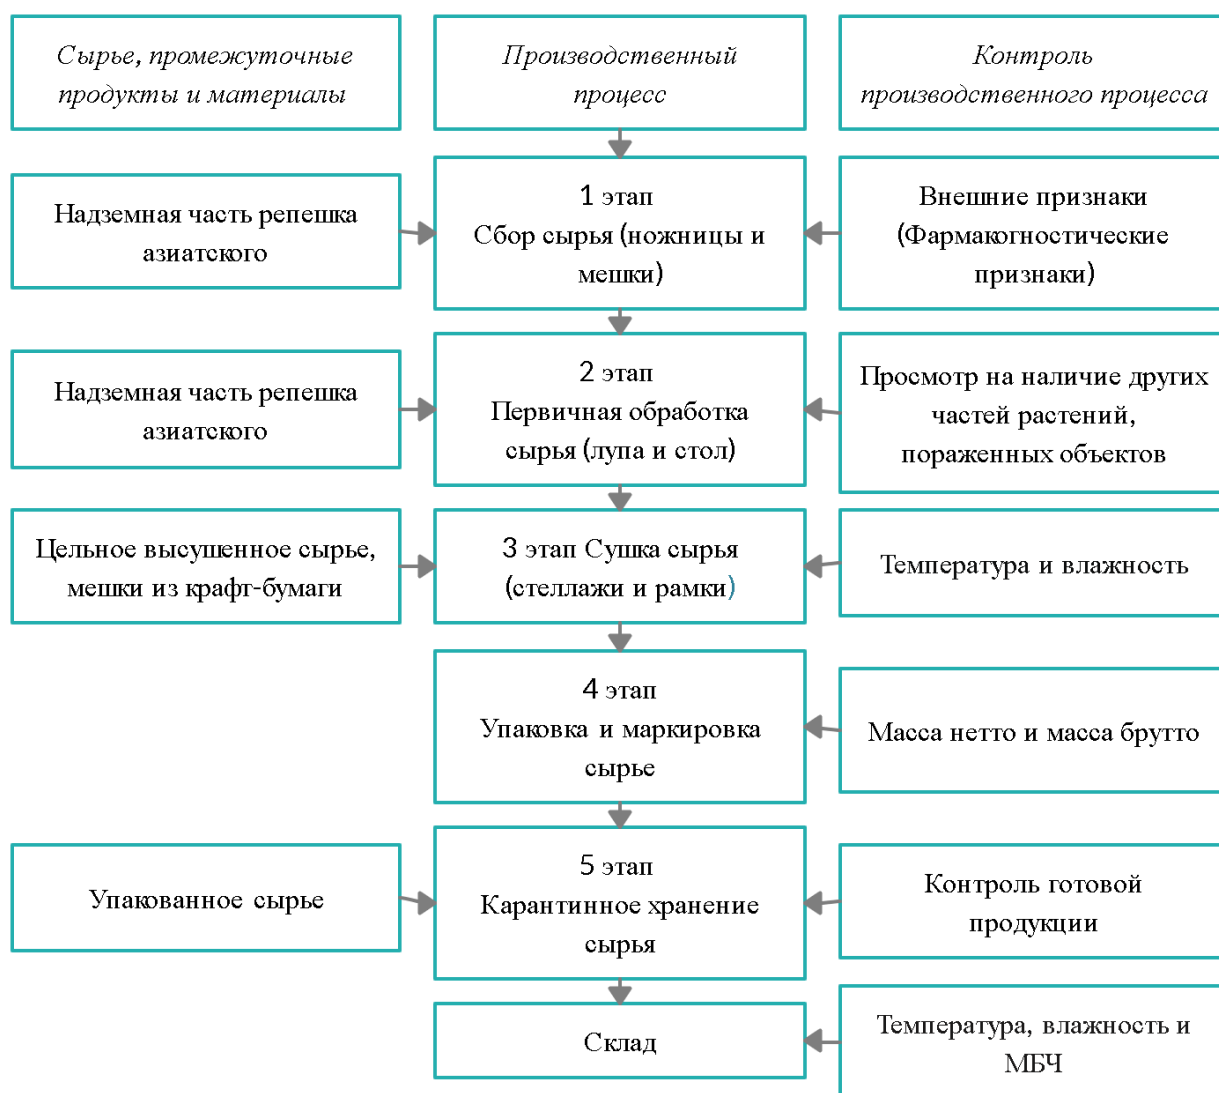 Сырье, промежуточные
продукты и материалы
Производственный
процесс
Контроль
производственного процесса
Надземная часть репешка
азиатского
1 этап
Сбор сырья (ножницы и
мешки)
Внешние признаки
(Фармакогностические
признаки)
Надземная часть репешка
азиатского
2 этап
Первичная обработка
сырья (лупа и стол)
Просмотр на наличие других
частей растений,
пораженных объектов
Цельное высушенное сырье,
мешки из крафт-бумаги
3 этап Сушка сырья
(стеллажи и рамки)
Температура и влажность
4 этап
Упаковка и маркировка
сырье
Масса нетто и масса брутто
Упакованное сырье
5 этап
Карантинное хранение
сырья
Контроль готовой
продукции
Склад
Температура, влажность и
МБЧ